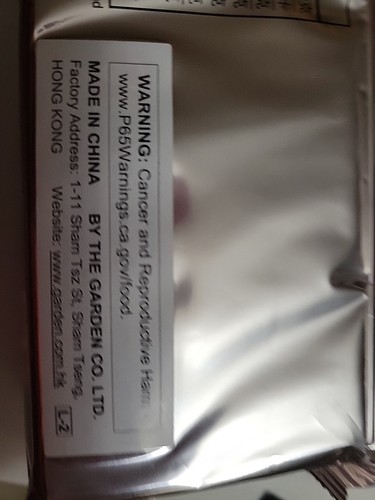 WARNING: Cancer and Reproductive Harm
www.P65Warnings.ca.gov/food.
MADE IN CHINA BY THE GARDEN CO. LTD.
Factory Address: 1-11 Sham Tsz St, Sham Tseng,
HONG KONG Website: www.garden.com.hk
L-2